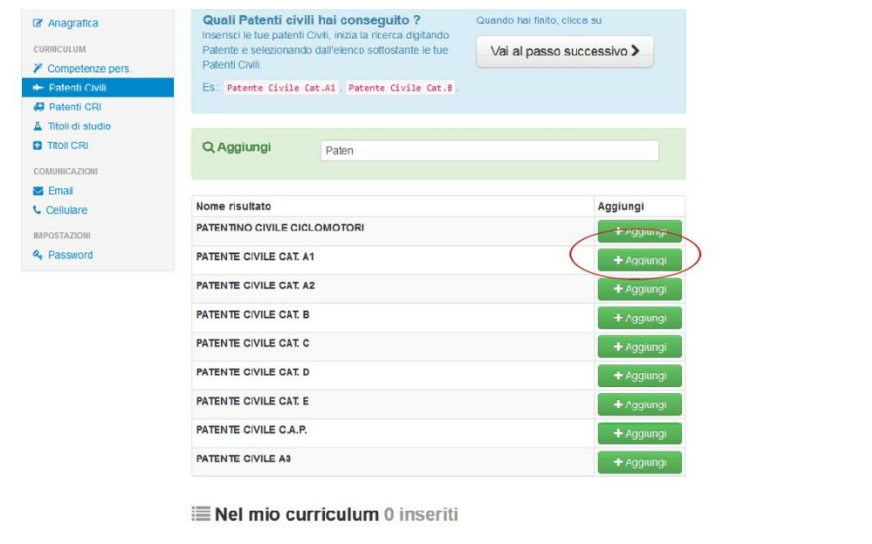 Anagrafica
CURRICULUM
Competenze pers.
Patenti Civili
Patenti CRI
Titoli di studio
Titoli CRI
COMUNICAZIONI
Email
Cellulare
IMPOSTAZIONI
Password
Quali Patenti civili hai conseguito ?
Inserisci le tue patenti Civili, inizia la ricerca digitando
Patente e selezionando dall'elenco sottostante le tue
Patenti Civili.
Es.: Patente Civile Cat.A1 , Patente Civile Cat.B .
Quando hai finito, clicca su
Vai al passo successivo
Aggiungi Paten
Nome risultato Aggiungi
PATENTINO CIVILE CICLOMOTORI + Aggiungi
PATENTE CIVILE CAT. A1 + Aggiungi
PATENTE CIVILE CAT. A2 + Aggiungi
PATENTE CIVILE CAT. B + Aggiungi
PATENTE CIVILE CAT. C + Aggiungi
PATENTE CIVILE CAT. D + Aggiungi
PATENTE CIVILE CAT. E + Aggiungi
PATENTE CIVILE C.A.P. + Aggiungi
PATENTE CIVILE A3 + Aggiungi
Nel mio curriculum 0 inseriti